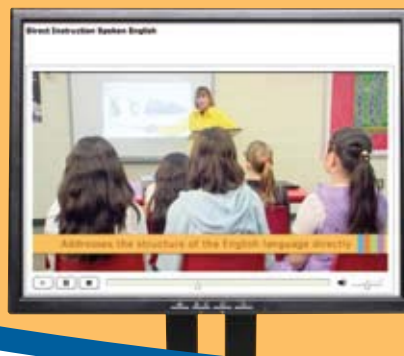 Direct Instruction Spoken English
Addresses the structure of the English language directly